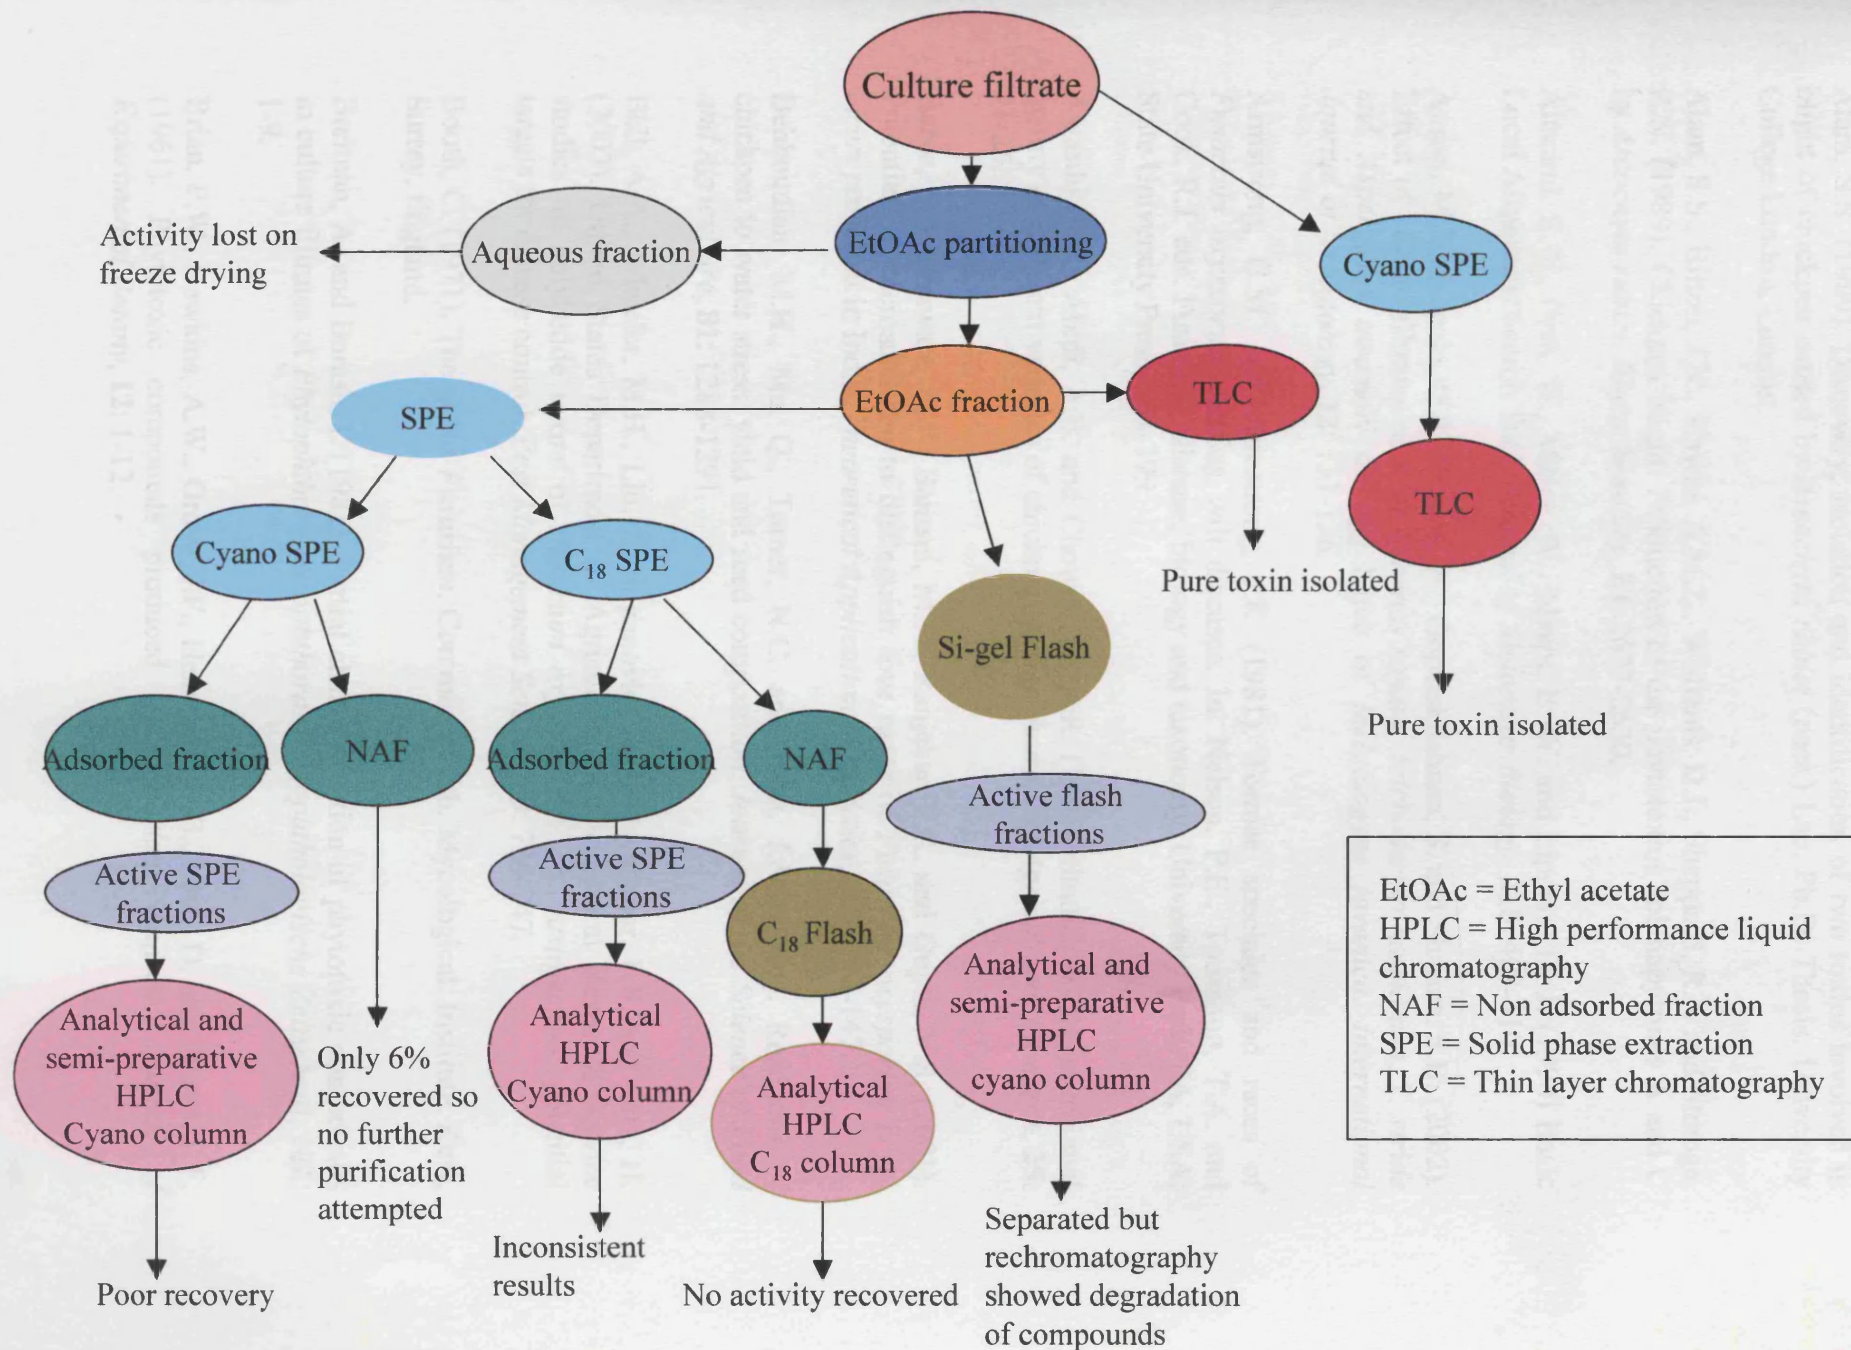 Culture filtrate
EtOAc partitioning
Aqueous fraction
Activity lost on
freeze drying
Cyano SPE
EtOAc fraction
TLC
SPE
TLC
Cyano SPE
C18 SPE
Pure toxin isolated
Si-gel Flash
Pure toxin isolated
Adsorbed fraction
NAF
Adsorbed fraction
NAF
Active flash
fractions
Active SPE
fractions
Active SPE
fractions
C18 Flash
Analytical and
semi-preparative
HPLC
Cyano column
Only 6%
recovered so
no further
purification
attempted
Analytical
HPLC
Cyano column
Analytical
HPLC
C18 column
Analytical and
semi-preparative
HPLC
cyano column
Poor recovery
Inconsistent
results
No activity recovered
Separated but
rechromatography
showed degradation
of compounds
EtOAc = Ethyl acetate
HPLC = High performance liquid
chromatography
NAF = Non adsorbed fraction
SPE = Solid phase extraction
TLC = Thin layer chromatography